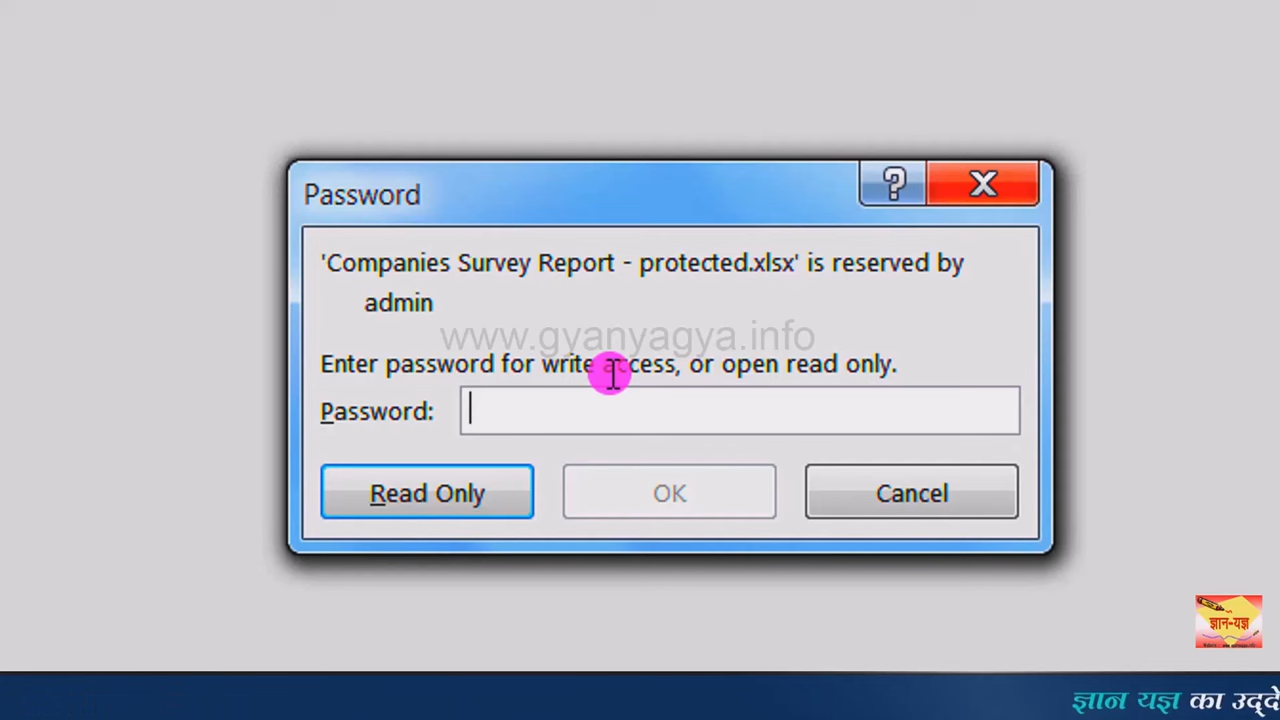 Password
?
X
'Companies Survey Report - protected.xlsx' is reserved by
admin
www.gyanyagya.info
Enter password for write access, or open read only.
Password:
Read Only
OK
Cancel
ज्ञान-यज्ञ
ज्ञान यज्ञ का उद्दे